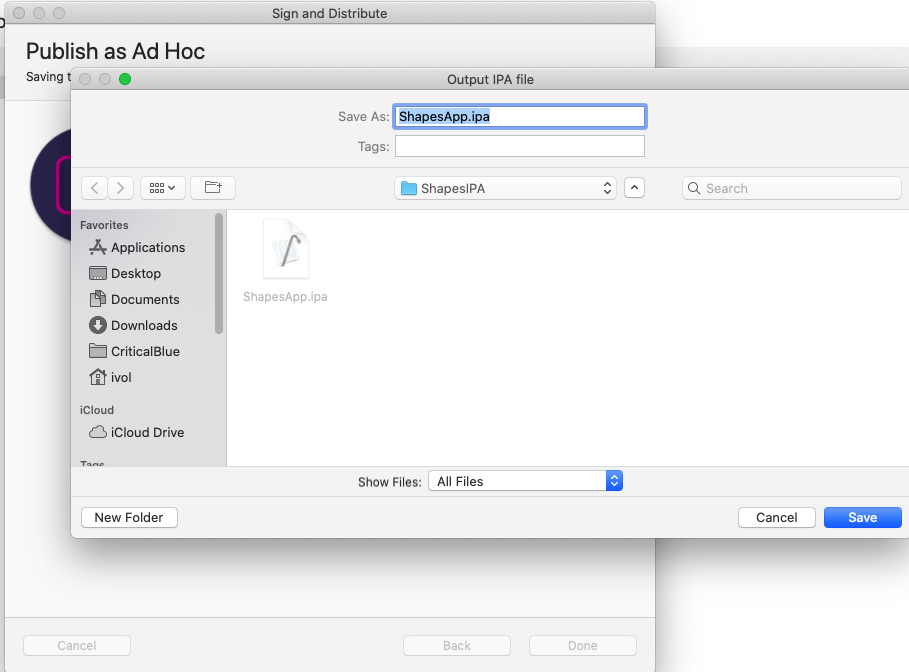 Sign and Distribute
Publish as Ad Hoc
Saving
Output IPA file
Save As: ShapesApp.ipa
Tags:
ShapesIPA
Search
Favorites
Applications
Desktop
Documents
Downloads
CriticalBlue
ivol
iCloud
iCloud Drive
Tags
ShapesApp.ipa
Show Files: All Files
New Folder
Cancel
Save
Cancel
Back
Done